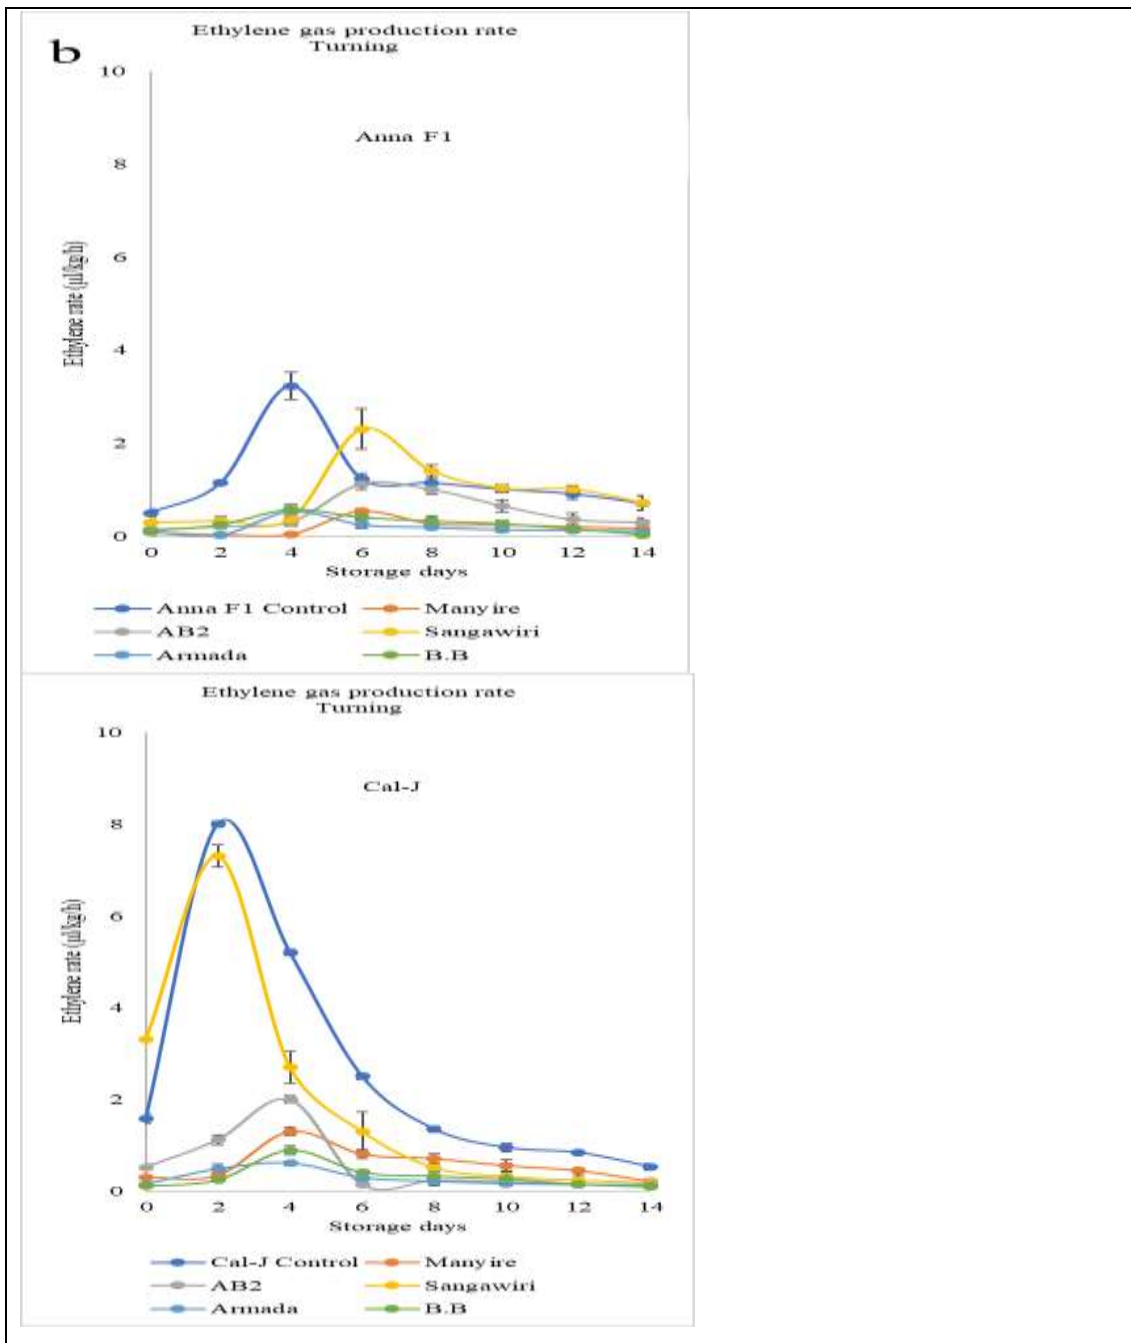 b
Ethylene gas production rate
Turning
10
Anna F1
8
6
Ethylene rate (µl/kg/h)
4
2
0
0 2 4 6 8 10 12 14
Storage days
Anna F1 Control Manyire
AB2 Sangawiri
Armada B.B
Ethylene gas production rate
Turning
10
Cal-J
8
6
Ethylene rate (µl/kg/h)
4
2
0
0 2 4 6 8 10 12 14
Storage days
Cal-J Control Manyire
AB2 Sangawiri
Armada B.B